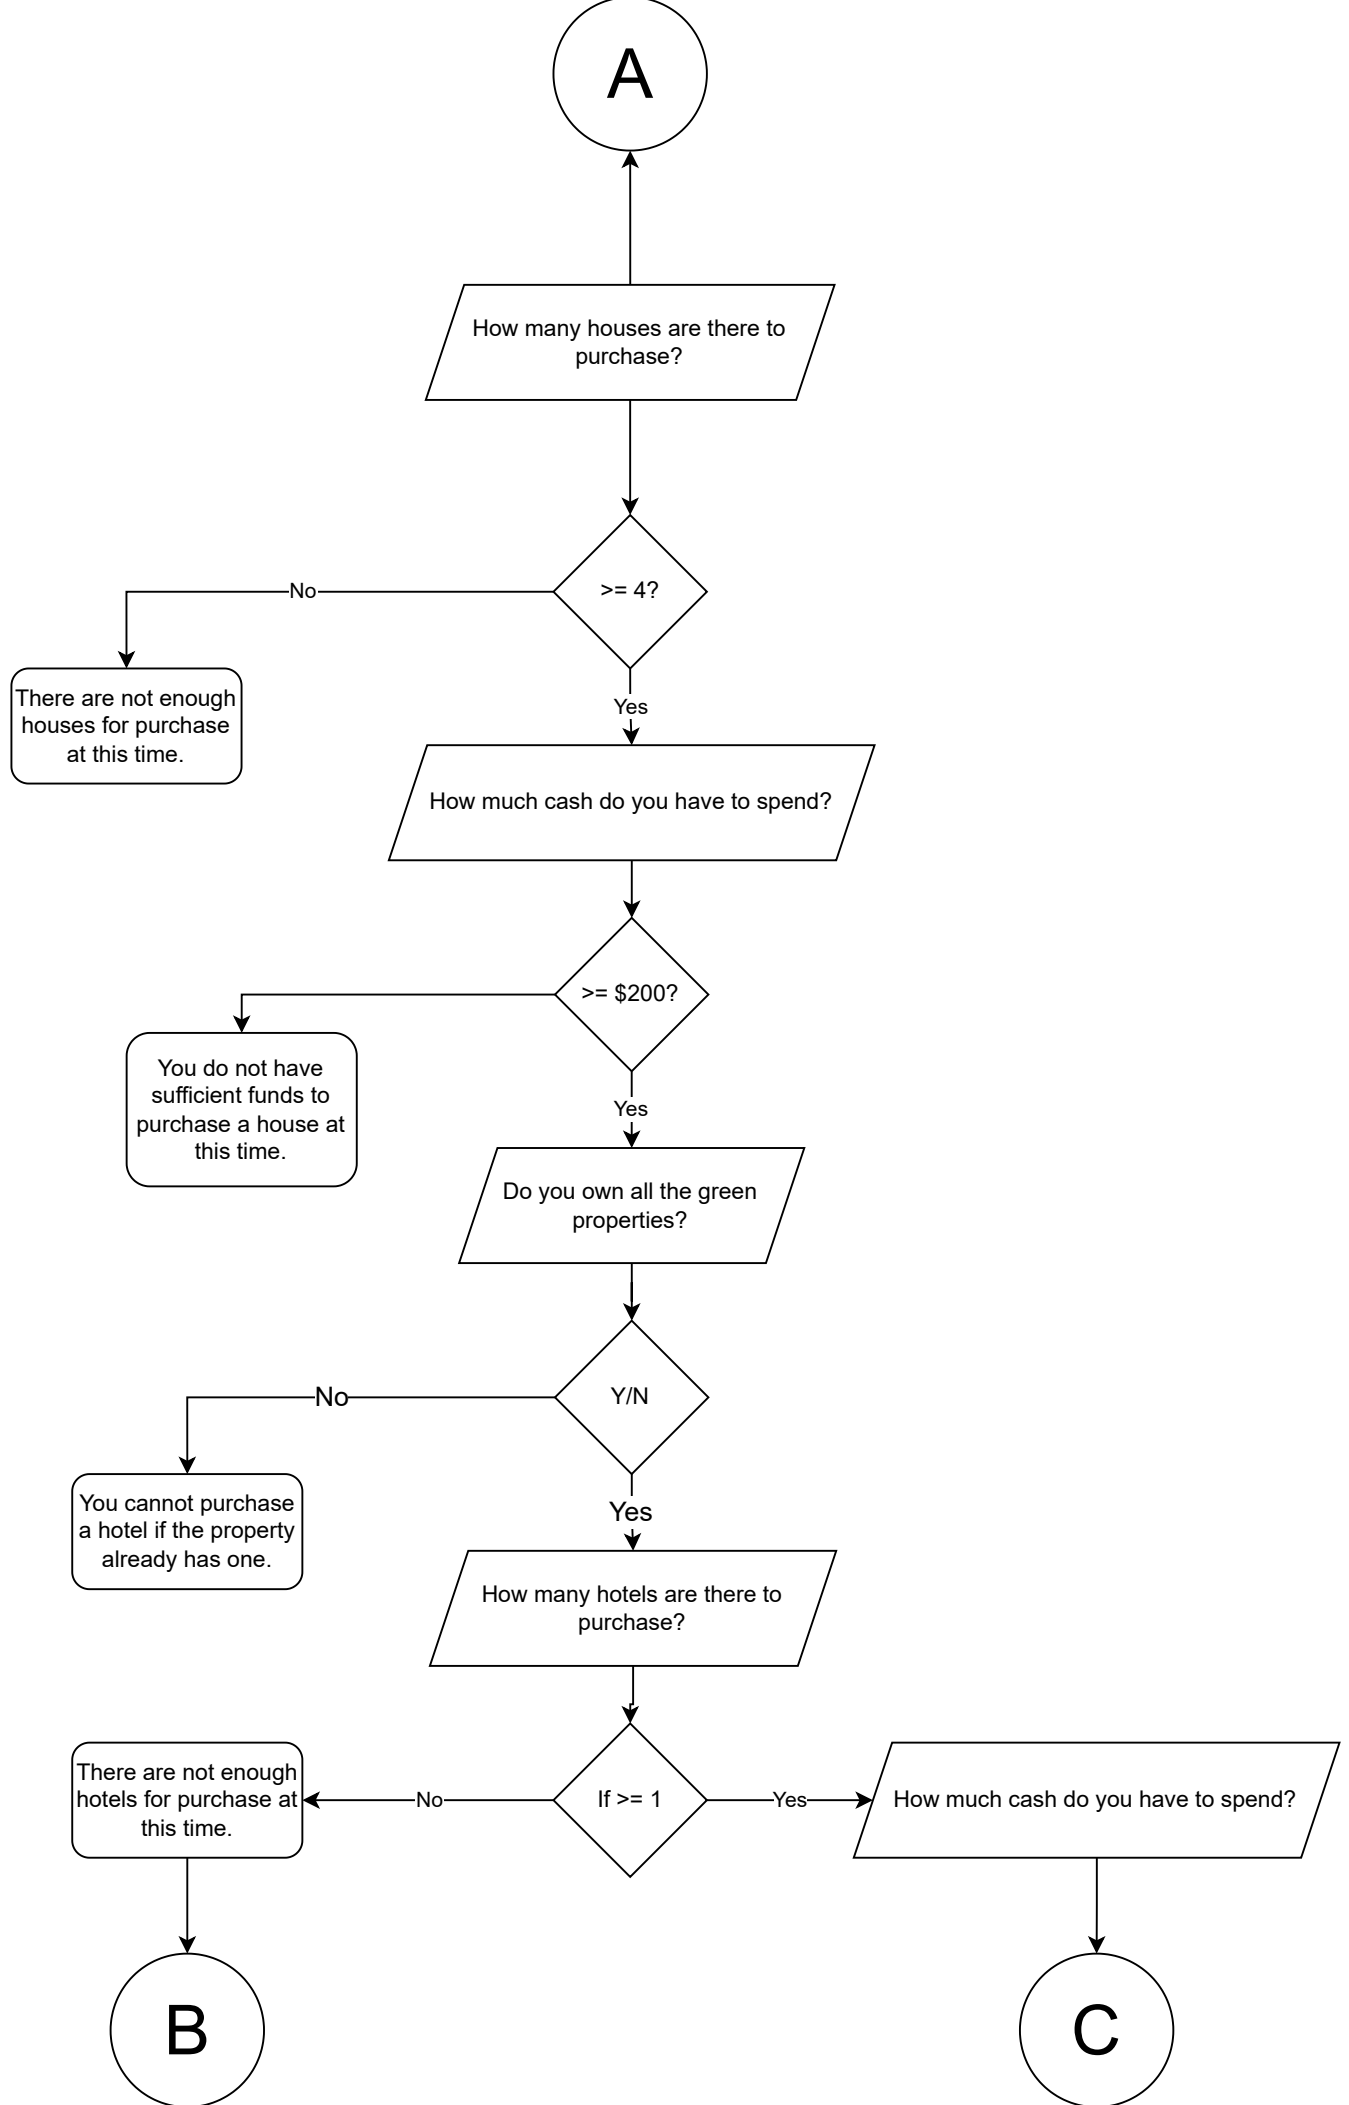 A
How many houses are there to
purchase?
>= 4?
No
There are not enough
houses for purchase
at this time.
Yes
How much cash do you have to spend?
>= $200?
You do not have
sufficient funds to
purchase a house at
this time.
Yes
Do you own all the green
properties?
Y/N
No
You cannot purchase
a hotel if the property
already has one.
Yes
How many hotels are there to
purchase?
There are not enough
hotels for purchase at
this time.
No
If >= 1
Yes
How much cash do you have to spend?
B
C